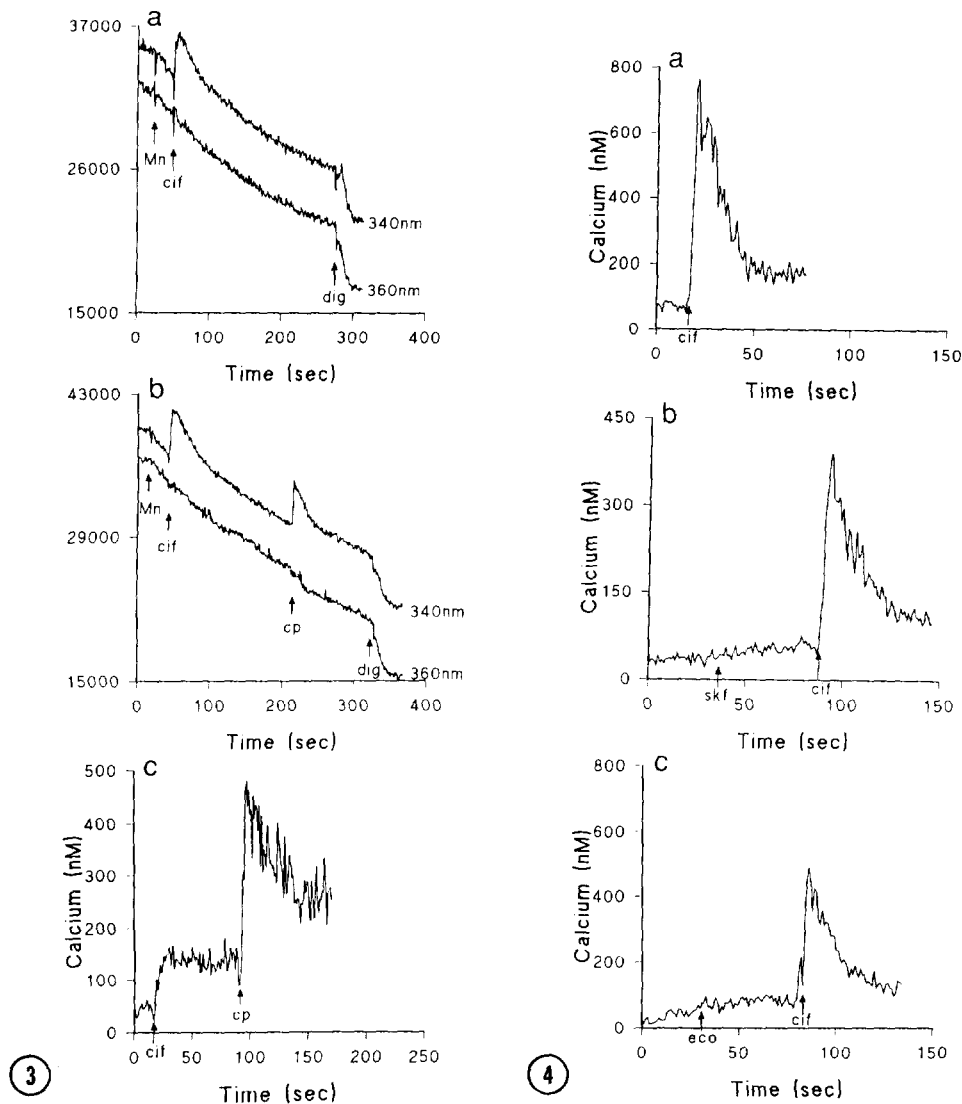 a
37000
26000
15000
Mn
cif
dig
340nm
360nm
0 100 200 300 400
Time (sec)
b
43000
29000
15000
Mn
cif
cp
dig
340nm
360nm
0 100 200 300 400
Time (sec)
c
Calcium (nM)
500
400
300
200
100
0
cif
cp
0 50 100 150 200 250
Time (sec)
3
a
Calcium (nM)
800
600
400
200
0
cif
0 50 100 150
Time (sec)
b
Calcium (nM)
450
300
150
0
skf
cif
0 50 100 150
Time (sec)
c
Calcium (nM)
800
600
400
200
0
eco
cif
0 50 100 150
Time (sec)
4